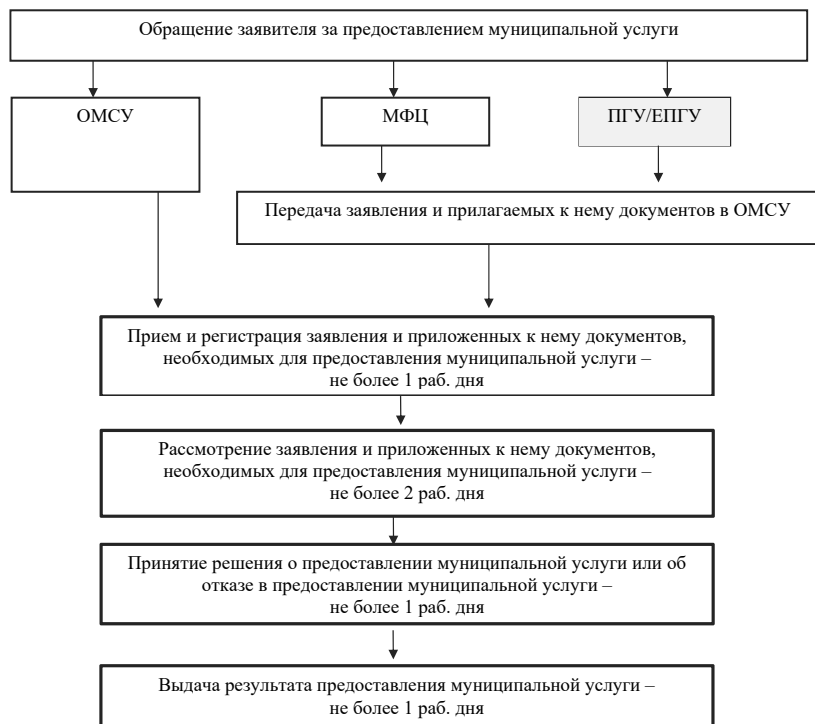 Обращение заявителя за предоставлением муниципальной услуги
ОМСУ
МФЦ
ПГУ/ЕПГУ
Передача заявления и прилагаемых к нему документов в ОМСУ
Прием и регистрация заявления и приложенных к нему документов,
необходимых для предоставления муниципальной услуги –
не более 1 раб. дня
Рассмотрение заявления и приложенных к нему документов,
необходимых для предоставления муниципальной услуги –
не более 2 раб. дня
Принятие решения о предоставлении муниципальной услуги или об
отказе в предоставлении муниципальной услуги –
не более 1 раб. дня
Выдача результата предоставления муниципальной услуги –
не более 1 раб. дня